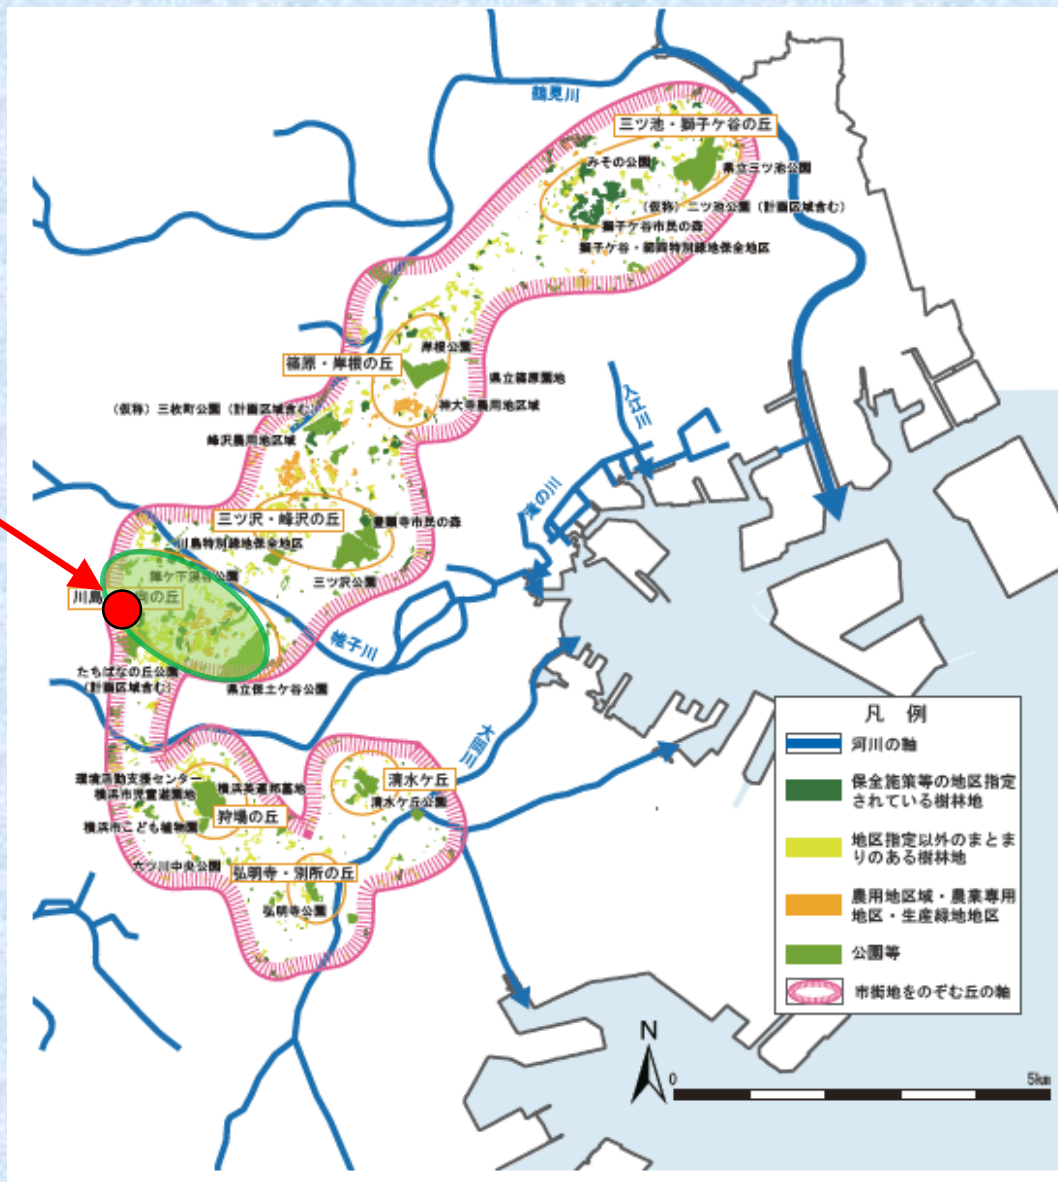 鶴見川
三ツ池・獅子ケ谷の丘
みその公園
県立三ツ池公園
(仮称)二ツ池公園(計画区域含む)
獅子ケ谷市民の森
獅子ケ谷・師岡特別緑地保全地区
岸根公園
篠原・岸根の丘
県立篠原園地
(仮称)三枚町公園(計画区域含む)
神大寺農用地区域
入江川
峰沢農用地区域
滝の川
三ツ沢・峰沢の丘
豊顕寺市民の森
川島特別緑地保全地区
陣ケ下渓谷公園
三ツ沢公園
川島
の丘
帷子川
たちばなの丘公園
(計画区域含む)
県立保土ケ谷公園
大岡川
凡 例
河川の軸
保全施策等の地区指定
されている樹林地
地区指定以外のまとま
りのある樹林地
農用地区域・農業専用
地区・生産緑地地区
公園等
市街地をのぞむ丘の軸
環境活動支援センター
横浜市児童遊園地
横浜英連邦墓地
清水ケ丘
清水ケ丘公園
狩場の丘
横浜市こども植物園
六ツ川中央公園
弘明寺・別所の丘
弘明寺公園
N
0
5km